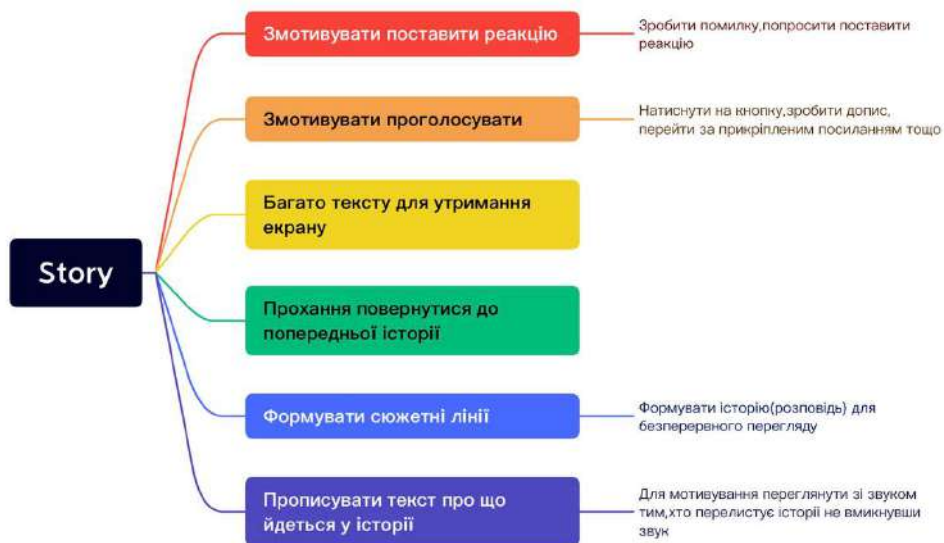 Story
Змотивувати поставити реакцію
Зробити помилку,попросити поставити
реакцію
Змотивувати проголосувати
Натиснути на кнопку,зробити допис,
перейти за прикріпленим посиланням тощо
Багато тексту для утримання
екрану
Прохання повернутися до
попередньої історії
Формувати сюжетні лінії
Формувати історію(розповідь) для
безперервного перегляду
Прописувати текст про що
йдеться у історії
Для мотивування переглянути зі звуком
тим,хто перелистує історії не вмикнувши
звук